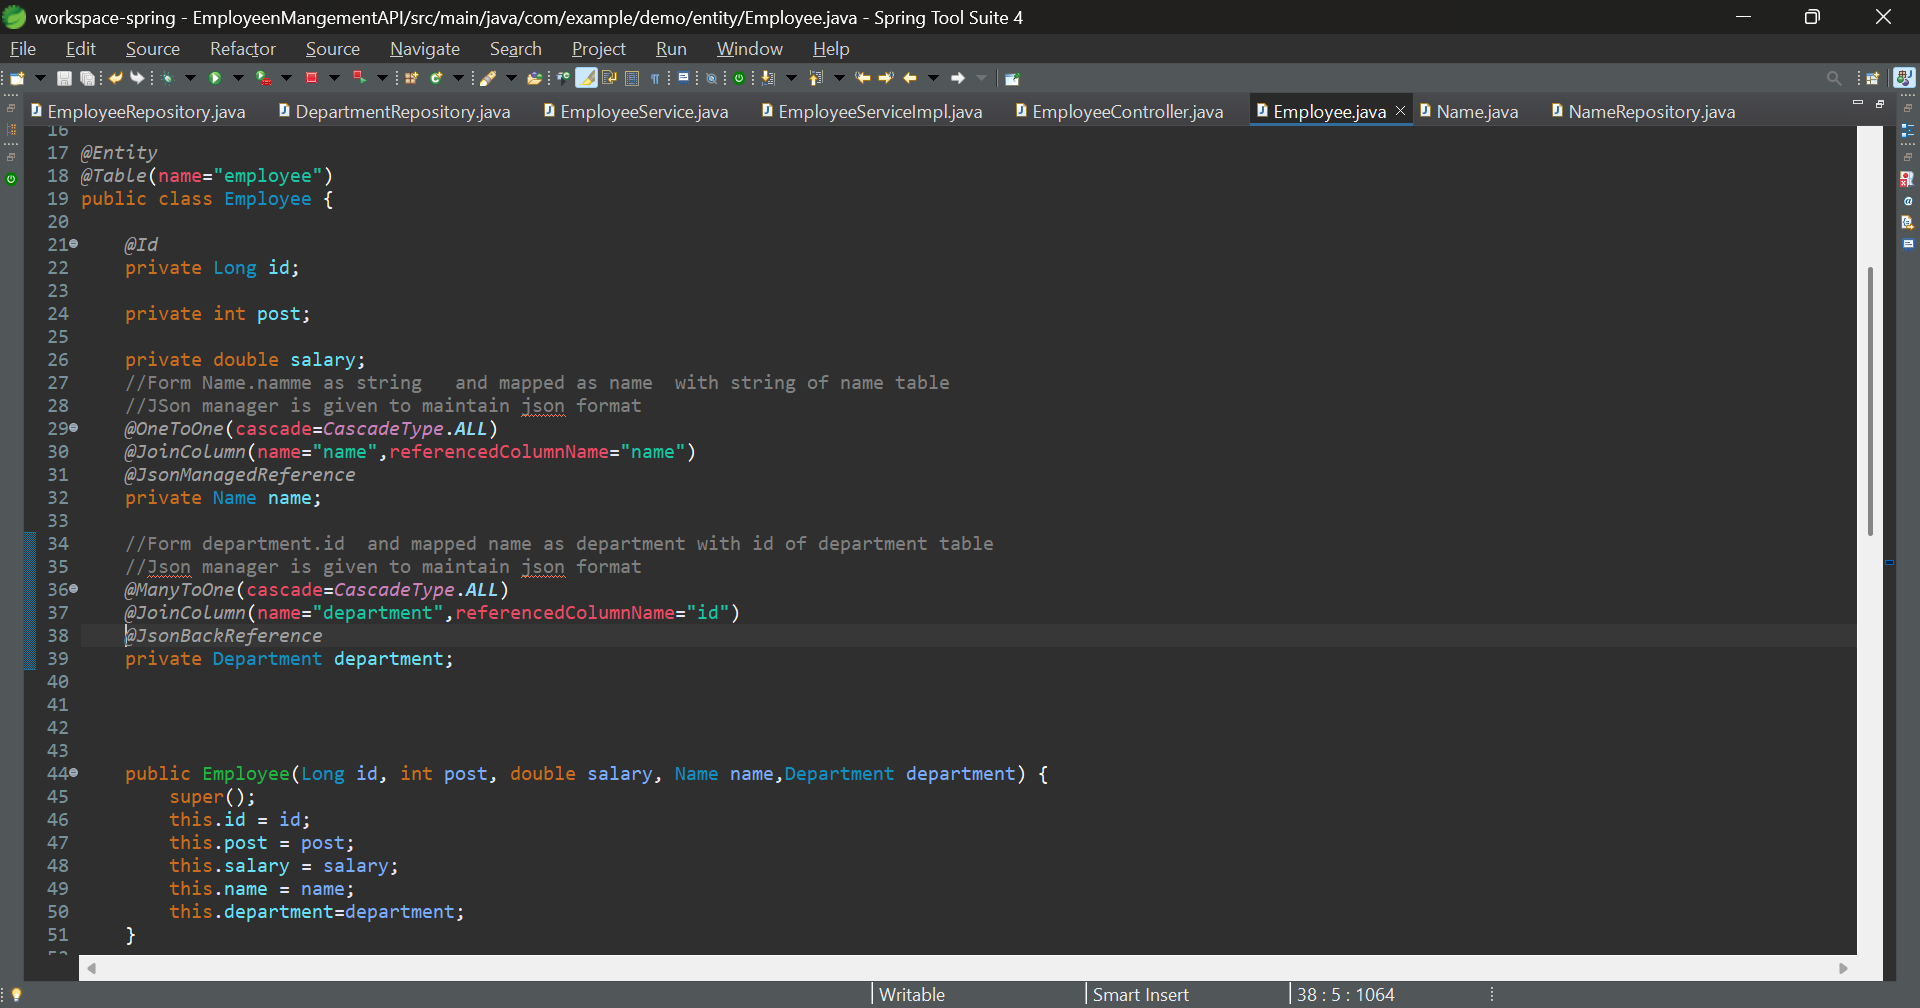 workspace-spring - EmployeenMangementAPI/src/main/java/com/example/demo/entity/Employee.java - Spring Tool Suite 4
File Edit Source Refactor Source Navigate Search Project Run Window Help
EmployeeRepository.java DepartmentRepository.java EmployeeService.java EmployeeServiceImpl.java EmployeeController.java Employee.java Name.java NameRepository.java
16
17 @Entity
18 @Table(name="employee")
19 public class Employee {
20
21 @Id
22 private Long id;
23
24 private int post;
25
26 private double salary;
27 //Form Name.namme as string and mapped as name with string of name table
28 //JSon manager is given to maintain json format
29 @OneToOne(cascade=CascadeType.ALL)
30 @JoinColumn(name="name",referencedColumnName="name")
31 @JsonManagedReference
32 private Name name;
33
34 //Form department.id and mapped name as department with id of department table
35 //Json manager is given to maintain json format
36 @ManyToOne(cascade=CascadeType.ALL)
37 @JoinColumn(name="department",referencedColumnName="id")
38 @JsonBackReference
39 private Department department;
40
41
42
43
44 public Employee(Long id, int post, double salary, Name name,Department department) {
45 super();
46 this.id = id;
47 this.post = post;
48 this.salary = salary;
49 this.name = name;
50 this.department=department;
51 }
Writable Smart Insert 38 : 5 : 1064